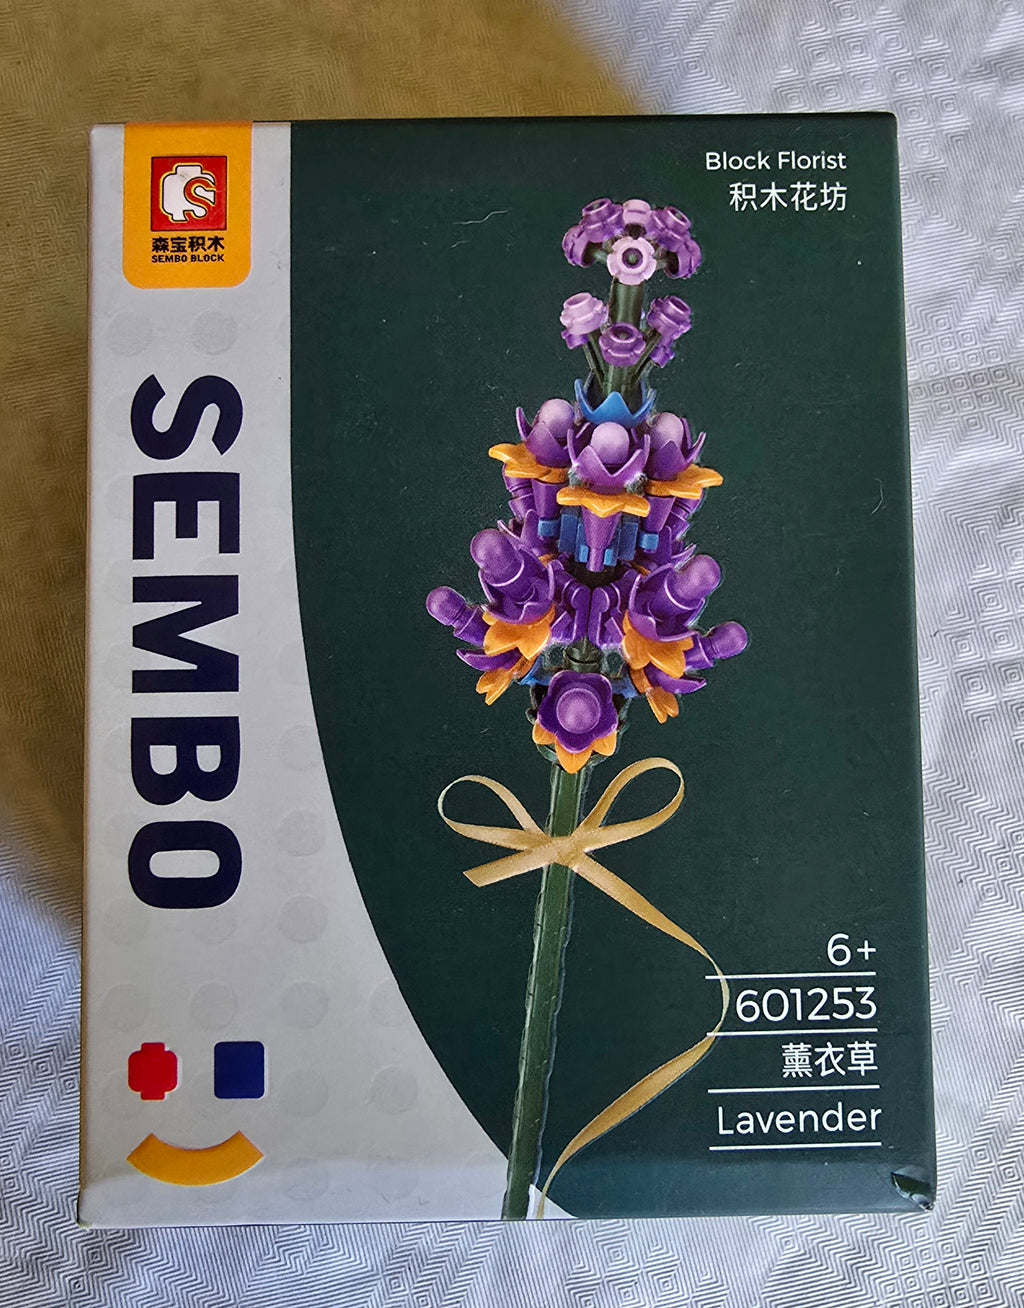 森宝积木
SEMBO BLOCK
SEMBO
Block Florist
积木花坊
6+
601253
薰衣草
Lavender